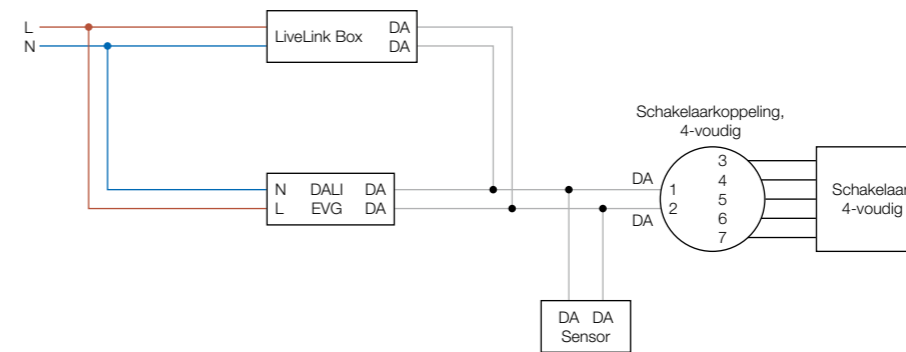 L
N
LiveLink Box
DA
DA
Schakelaarkoppeling,
4-voudig
N DALI DA
L EVG DA
DA
DA
1
2
3
4
5
6
7
Schakelaar
4-voudig
DA DA
Sensor